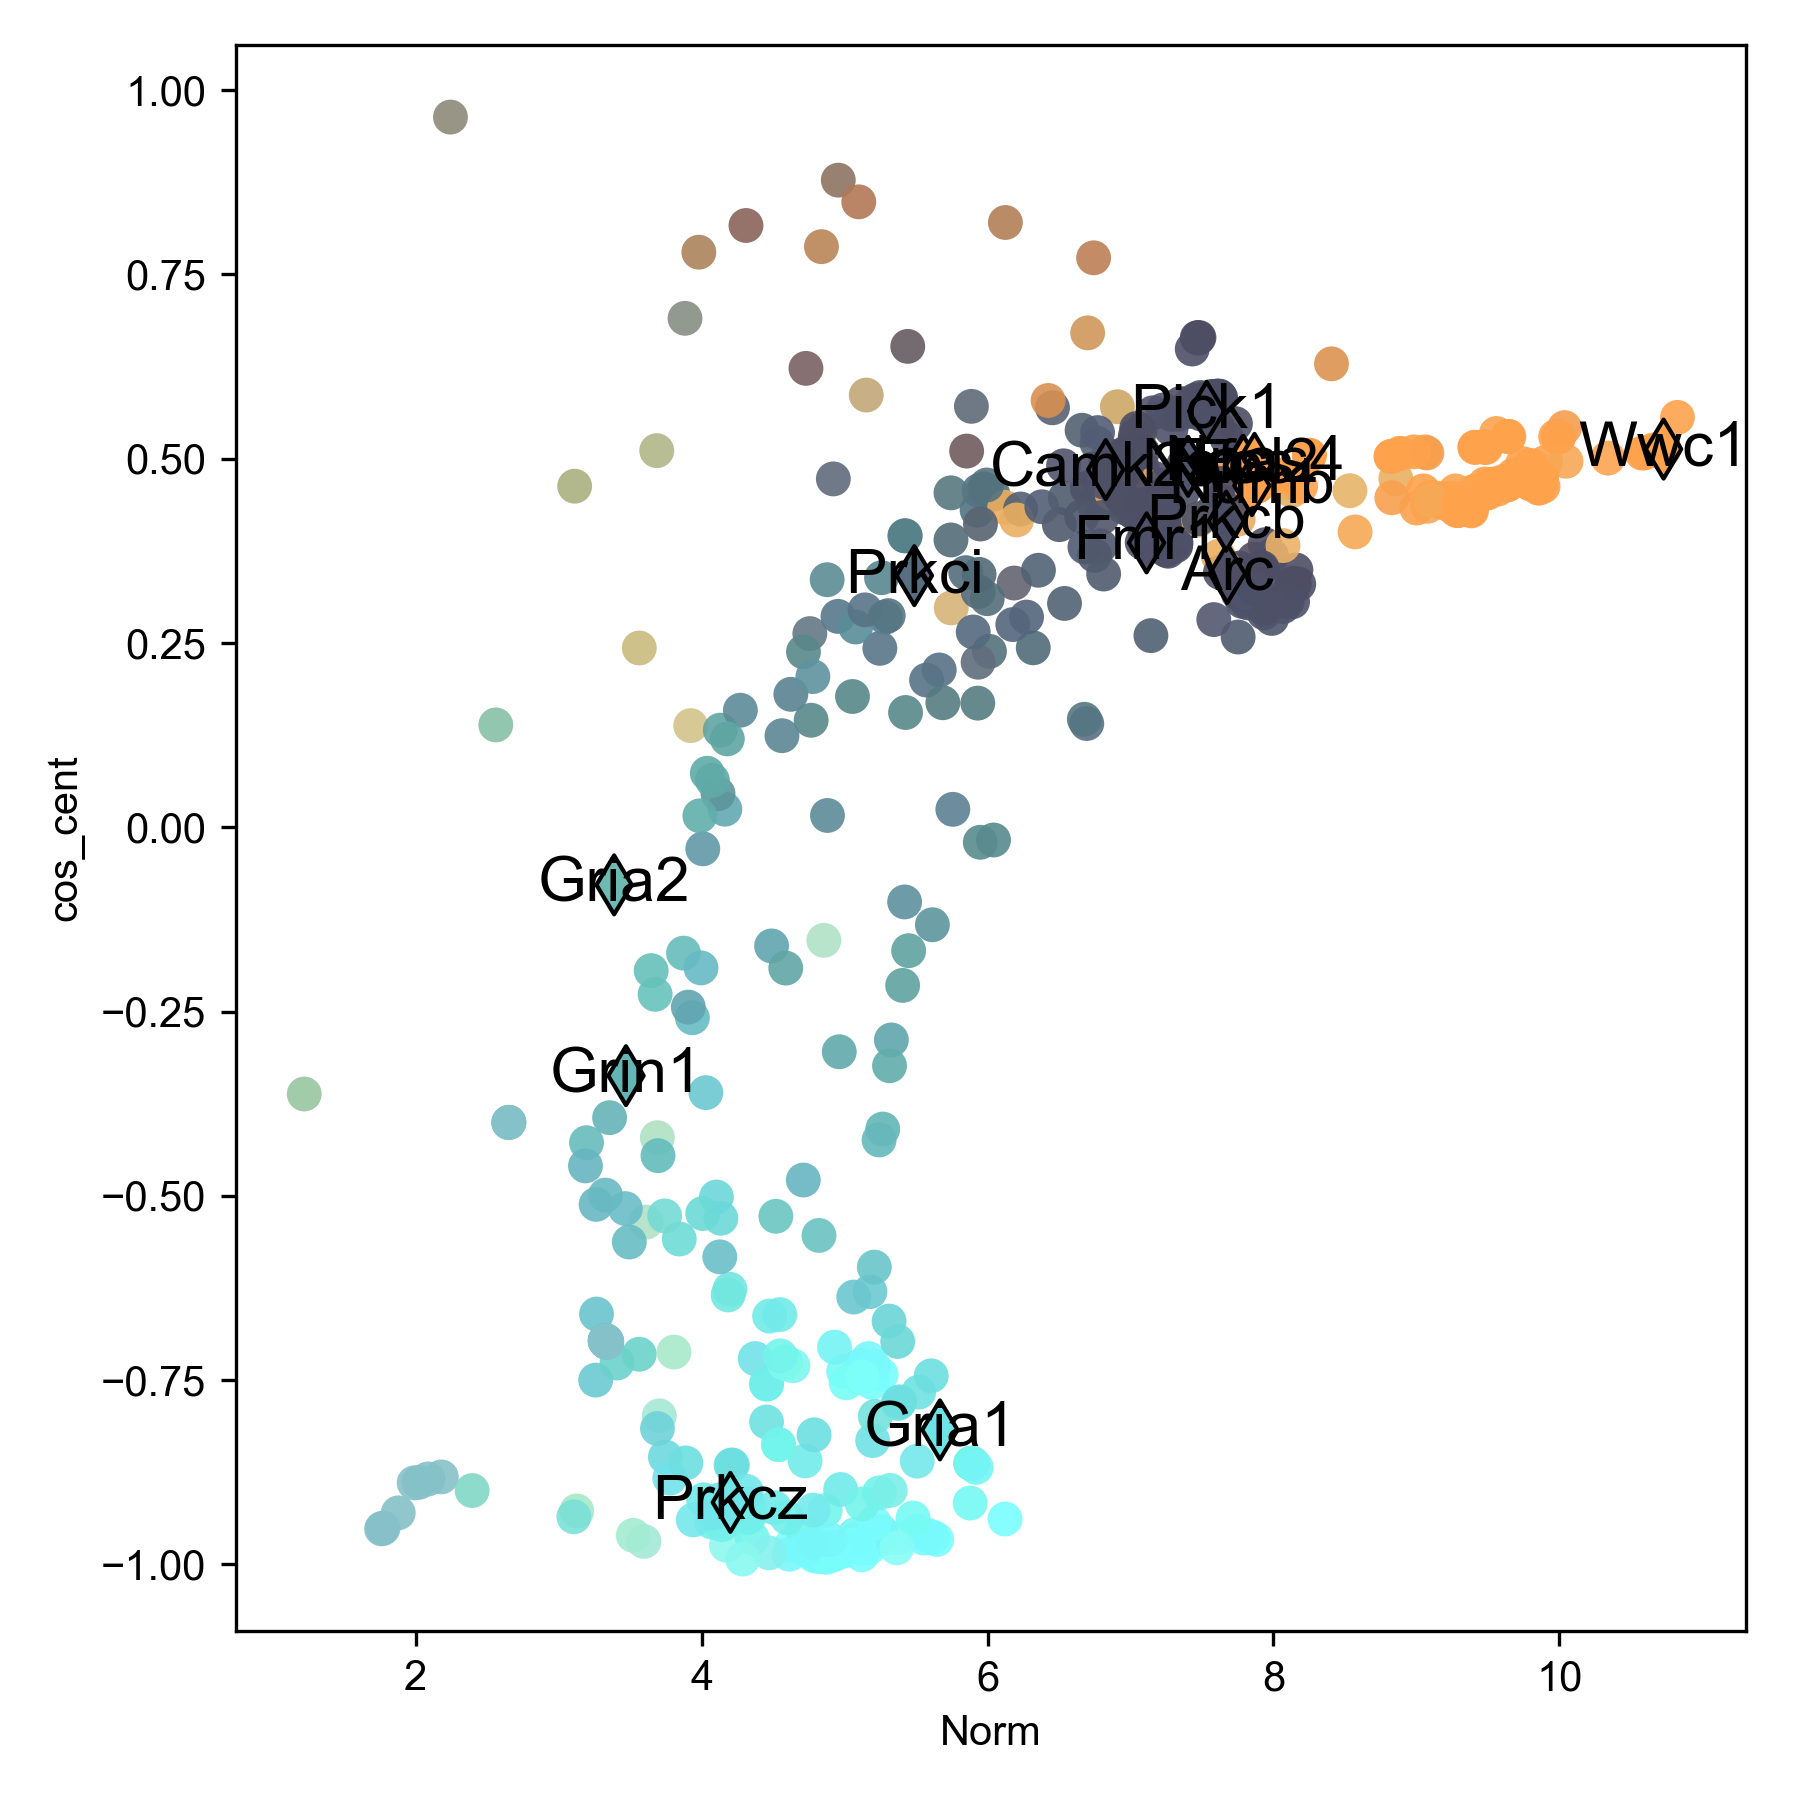 1.00
0.75
0.50
0.25
0.00
−0.25
−0.50
−0.75
−1.00
cos_cent
2
4
6
8
10
Norm
Pick1
Wwc1
Prkcb
Fmr1
Arc
Prkci
Gria2
Grin1
Gria1
Prkcz